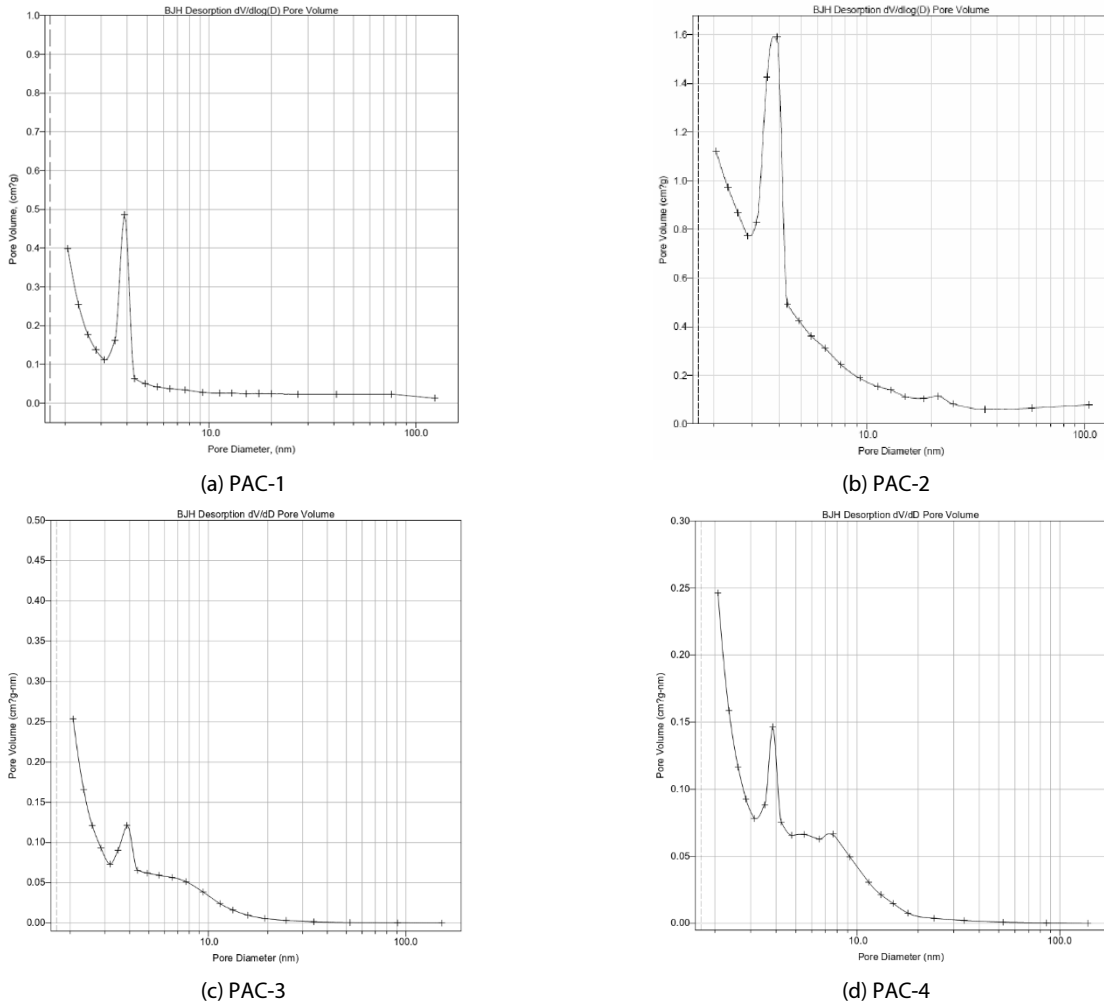 BJH Desorption dV/dlog(D) Pore Volume
1.0
0.9
0.8
0.7
0.6
0.5
0.4
0.3
0.2
0.1
0.0
Pore Volume, (cm?g)
10.0
100.0
Pore Diameter, (nm)
(a) PAC-1
BJH Desorption dV/dlog(D) Pore Volume
1.6
1.4
1.2
1.0
0.8
0.6
0.4
0.2
0.0
Pore Volume (cm?g)
10.0
100.0
Pore Diameter (nm)
(b) PAC-2
BJH Desorption dV/dD Pore Volume
0.50
0.45
0.40
0.35
0.30
0.25
0.20
0.15
0.10
0.05
0.00
Pore Volume (cm?g-nm)
10.0
100.0
Pore Diameter (nm)
(c) PAC-3
BJH Desorption dV/dD Pore Volume
0.30
0.25
0.20
0.15
0.10
0.05
0.00
Pore Volume (cm?g-nm)
10.0
100.0
Pore Diameter (nm)
(d) PAC-4